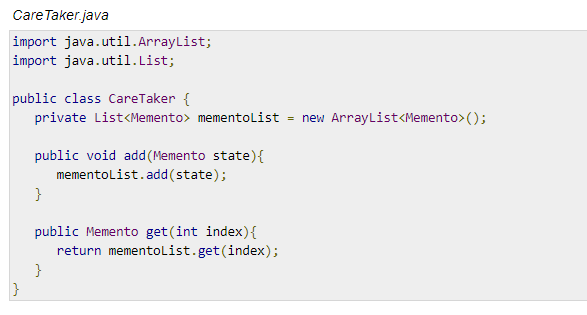 CareTaker.java
import java.util.ArrayList;
import java.util.List;
public class CareTaker {
private List<Memento> mementoList = new ArrayList<Memento>();
public void add(Memento state){
mementoList.add(state);
}
public Memento get(int index){
return mementoList.get(index);
}
}